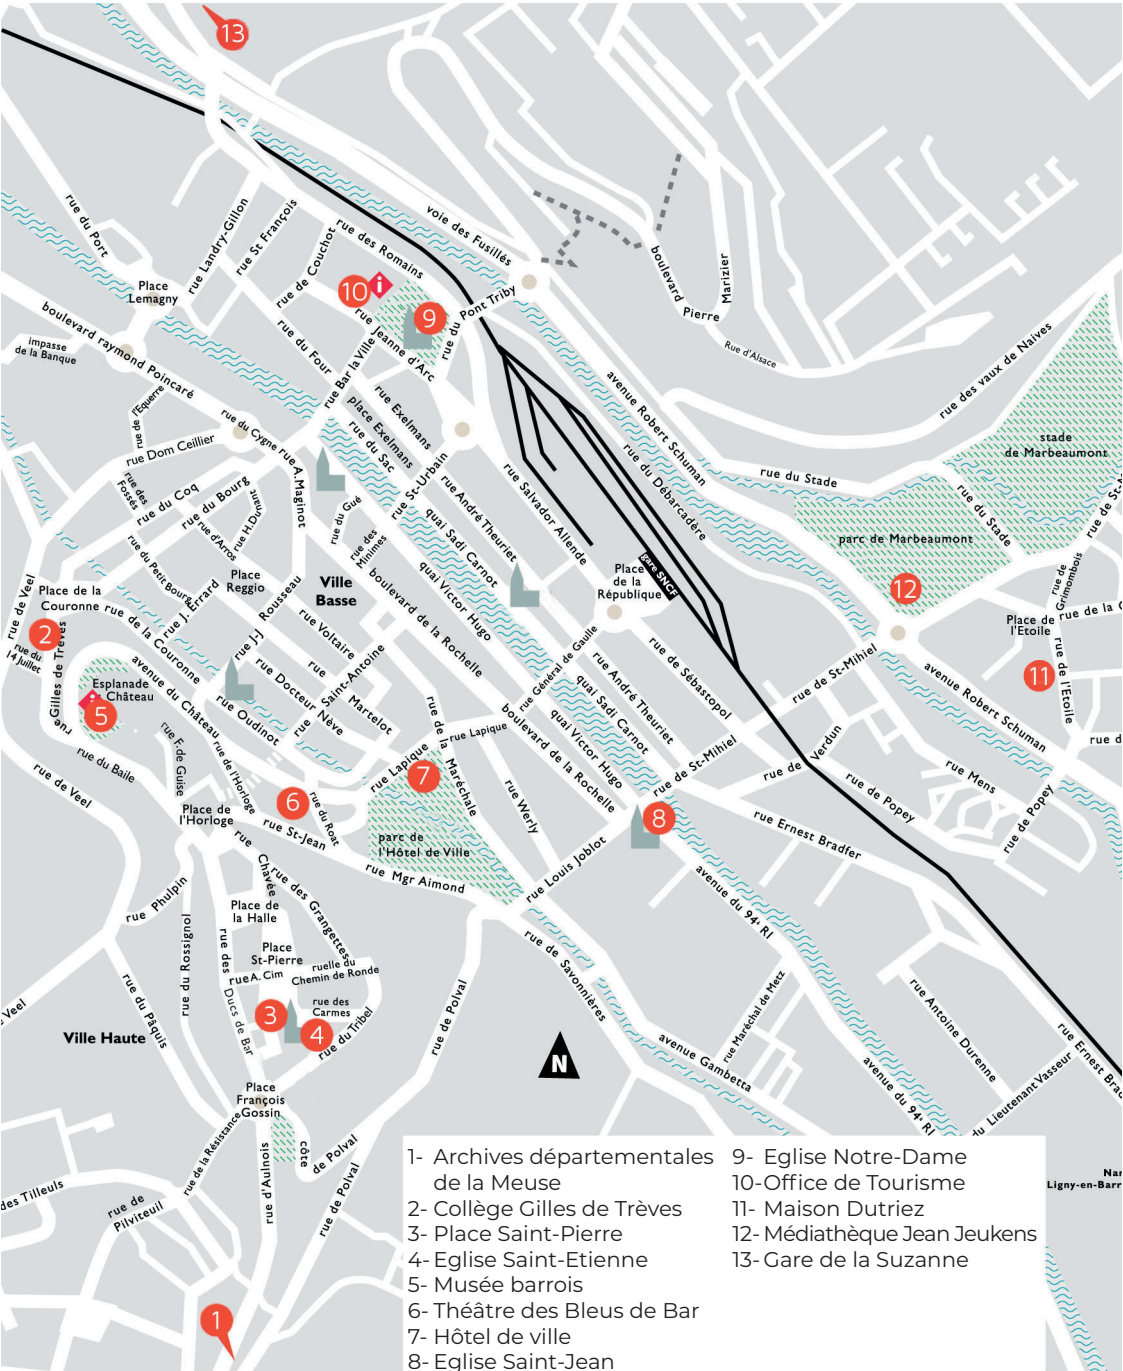 13
voie des Fusillés
rue du Port
rue Landry-Gillon
rue St François
rue de Couchot
rue des Romains
Place
Lemagny
10
i
9
rue du Pont Triby
boulevard
Pierre
Marizier
Rue d'Alsace
rue des vaux de Naives
boulevard raymond Poincaré
impasse
de la Banque
rue du Four
rue Jeanne d'Arc
rue Bar la Ville
rue de l'Equerre
rue du Cygne
rue Dom Ceillier
rue Exelmans
place Exelmans
rue du Sac
avenue Robert Schuman
rue du Débarcadère
stade
de Marbeaumont
rue du Stade
rue du Stade
parc de Marbeaumont
rue de St-M
rue des
Fossés
rue du Coq
rue du Bourg
rue d'Arros
rue H.Dunant
rue A.Maginot
rue du Gué
rue des
Minimes
rue St-Urbain
rue André Theuriet
quai Sadi Carnot
quai Victor Hugo
rue Salvador Allende
gare SNCF
Place
de la
République
12
rue de
Grimombois
Place de
l'Etoile
rue de la C
11
rue de l'Etoile
rue d
rue de Veel
Place de la
Couronne
2
rue du
14 Juillet
rue Gilles de Trèves
rue du Petit Bourg
rue J. Errard
Place
Reggio
rue J-J Rousseau
Ville
Basse
rue Voltaire
boulevard de la Rochelle
rue de la Couronne
avenue du Château
Esplanade
Château
5
rue du Baile
rue Oudinot
rue Docteur Nève
rue Saint-Antoine
rue Martelot
rue de la Maréchale
rue Lapique
rue Lapique
rue Général de Gaulle
boulevard de la Rochelle
quai Victor Hugo
quai Sadi Carnot
rue André Theuriet
rue de Sébastopol
rue de St-Mihiel
rue de St-Mihiel
avenue Robert Schuman
rue de Veel
rue F. de Guise
rue de l'Horloge
Place de
l'Horloge
6
rue du Roat
rue St-Jean
7
parc de
l'Hôtel de Ville
rue Mgr Aimond
rue Werly
rue Louis Joblot
8
rue de Verdun
rue de Popey
rue Mens
rue de Popey
rue Ernest Bradfer
avenue du 94e RI
rue Phulpin
rue Chavée
rue des Grangettes
Place de
la Halle
Place
St-Pierre
rue A. Cim
ruelle du
Chemin de Ronde
rue des
Carmes
3
4
rue du Tribel
rue des Ducs de Bar
rue du Rossignol
rue du Pâquis
Veel
Ville Haute
rue de Polval
rue de Savonnières
N
avenue Gambetta
rue Maréchal de Metz
rue Antoine Durenne
avenue du 94e RI
du Lieutenant Vasseur
rue Ernest Brad
Place
François
Gossin
côte de Polval
rue de Polval
rue de la Résistance
rue d'Aulnois
des Tilleuls
rue de
Pilviteuil
1
Nan
Ligny-en-Barr
1- Archives départementales
de la Meuse
2- Collège Gilles de Trèves
3- Place Saint-Pierre
4- Eglise Saint-Etienne
5- Musée barrois
6- Théâtre des Bleus de Bar
7- Hôtel de ville
8- Eglise Saint-Jean
9- Eglise Notre-Dame
10- Office de Tourisme
11- Maison Dutriez
12- Médiathèque Jean Jeukens
13- Gare de la Suzanne